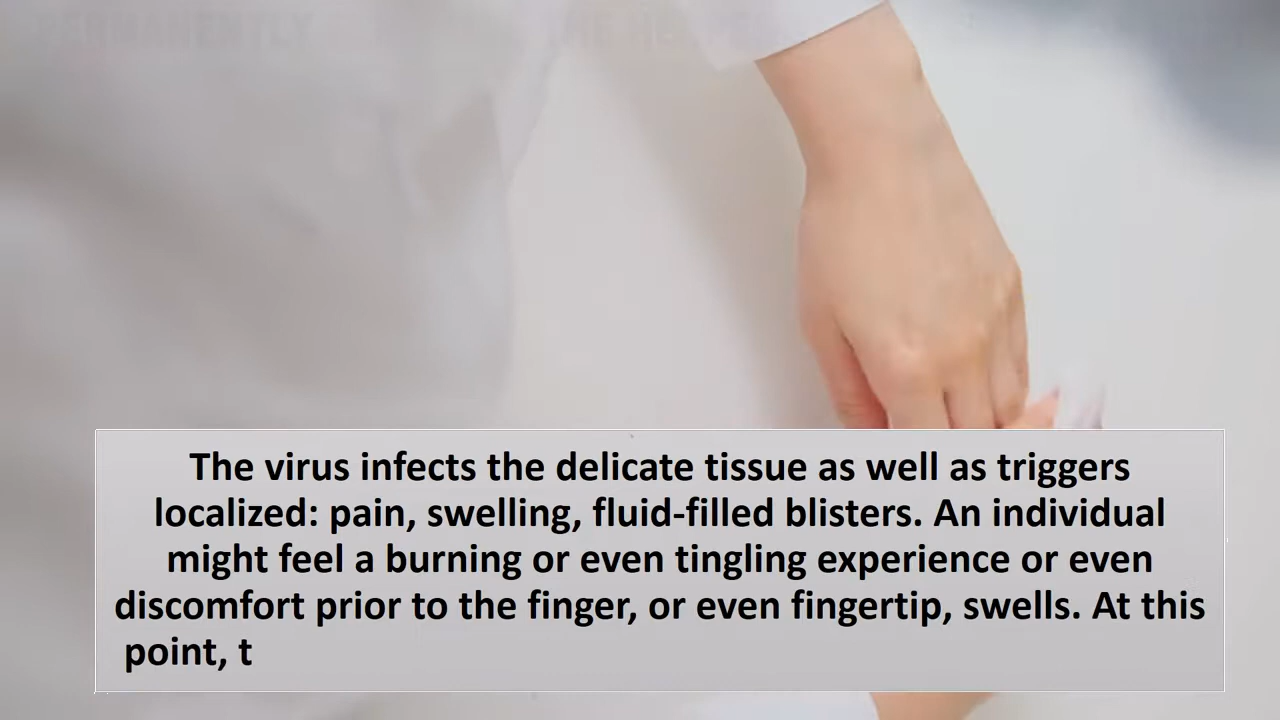 PERMANENTLY
The virus infects the delicate tissue as well as triggers
localized: pain, swelling, fluid-filled blisters. An individual
might feel a burning or even tingling experience or even
discomfort prior to the finger, or even fingertip, swells. At this
point, t